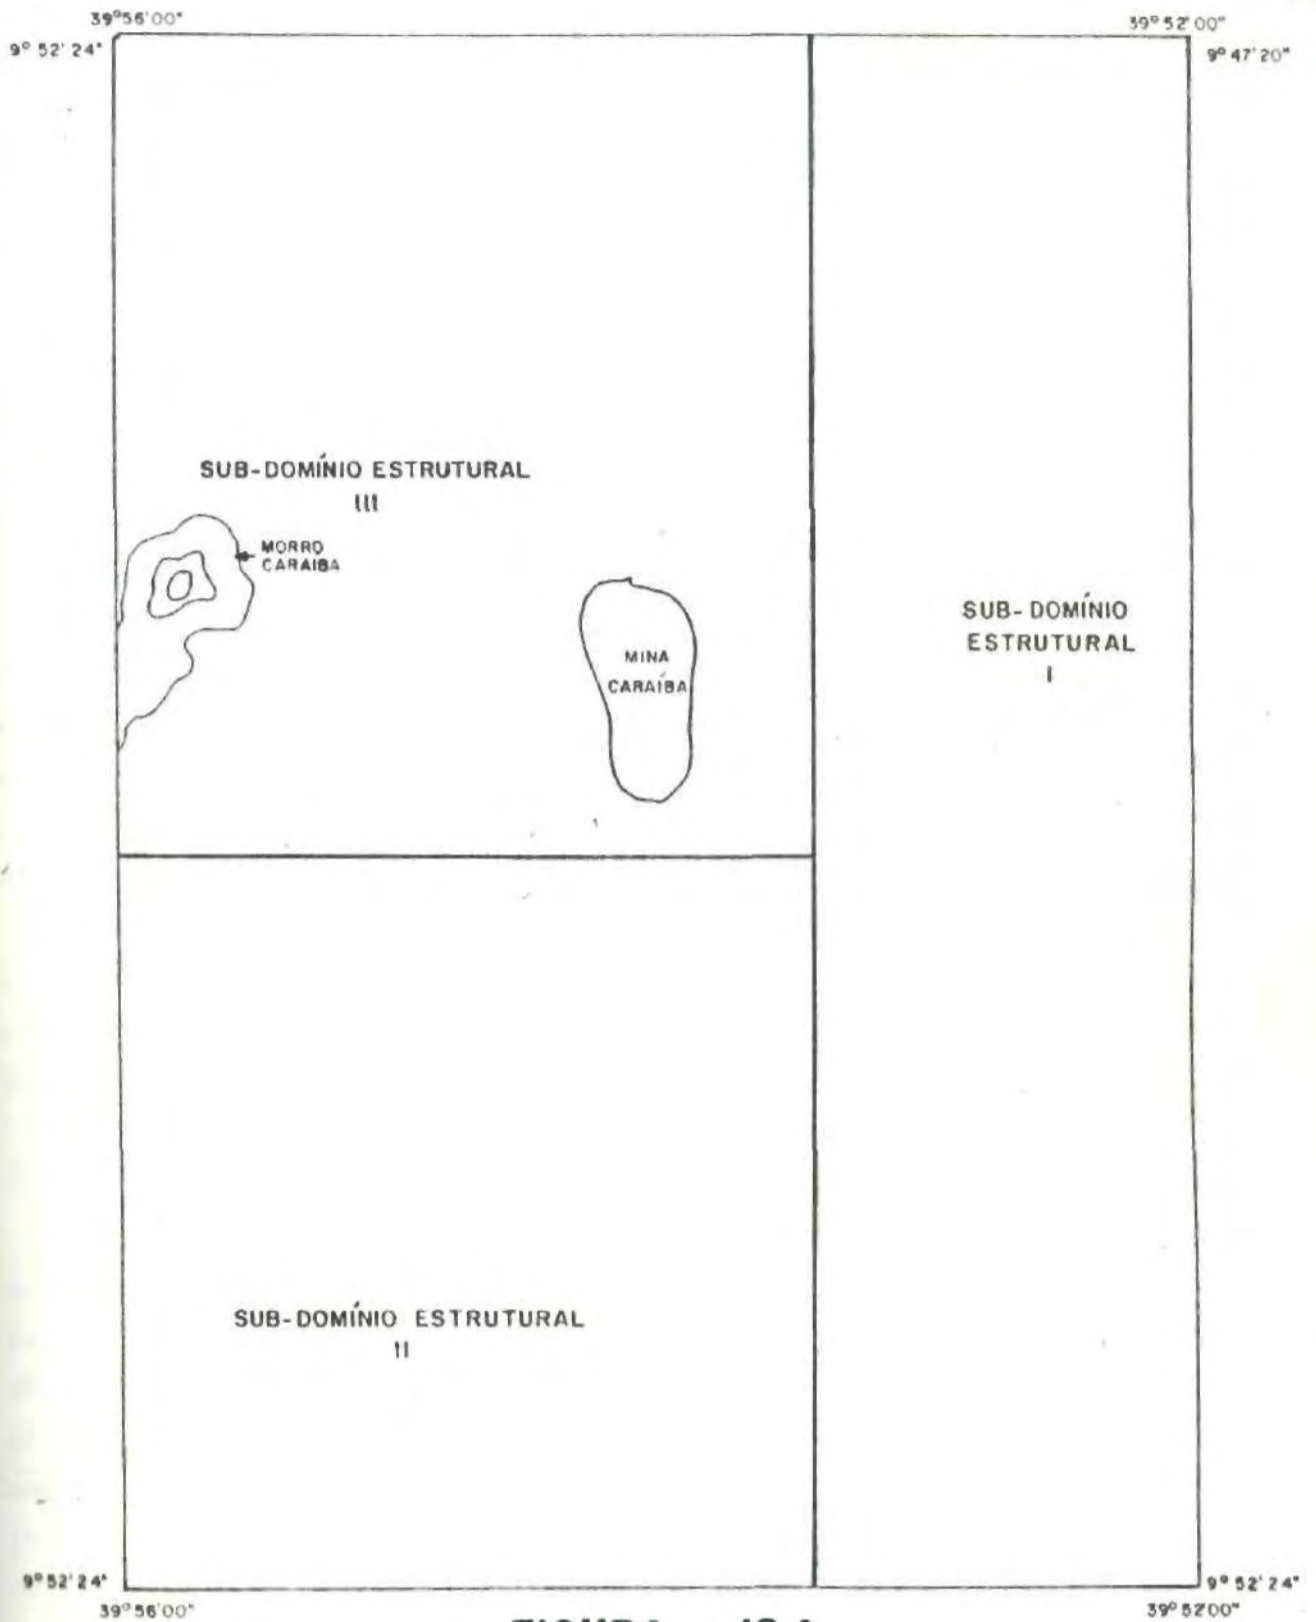 39°56'00"
39°52'00"
9°52'24"
9°47'20"
SUB-DOMÍNIO ESTRUTURAL
III
MORRO
CARAIBA
SUB-DOMÍNIO
ESTRUTURAL
I
MINA
CARAÍBA
SUB-DOMÍNIO ESTRUTURAL
II
9°52'24"
9°52'24"
39°56'00"
39°52'00"